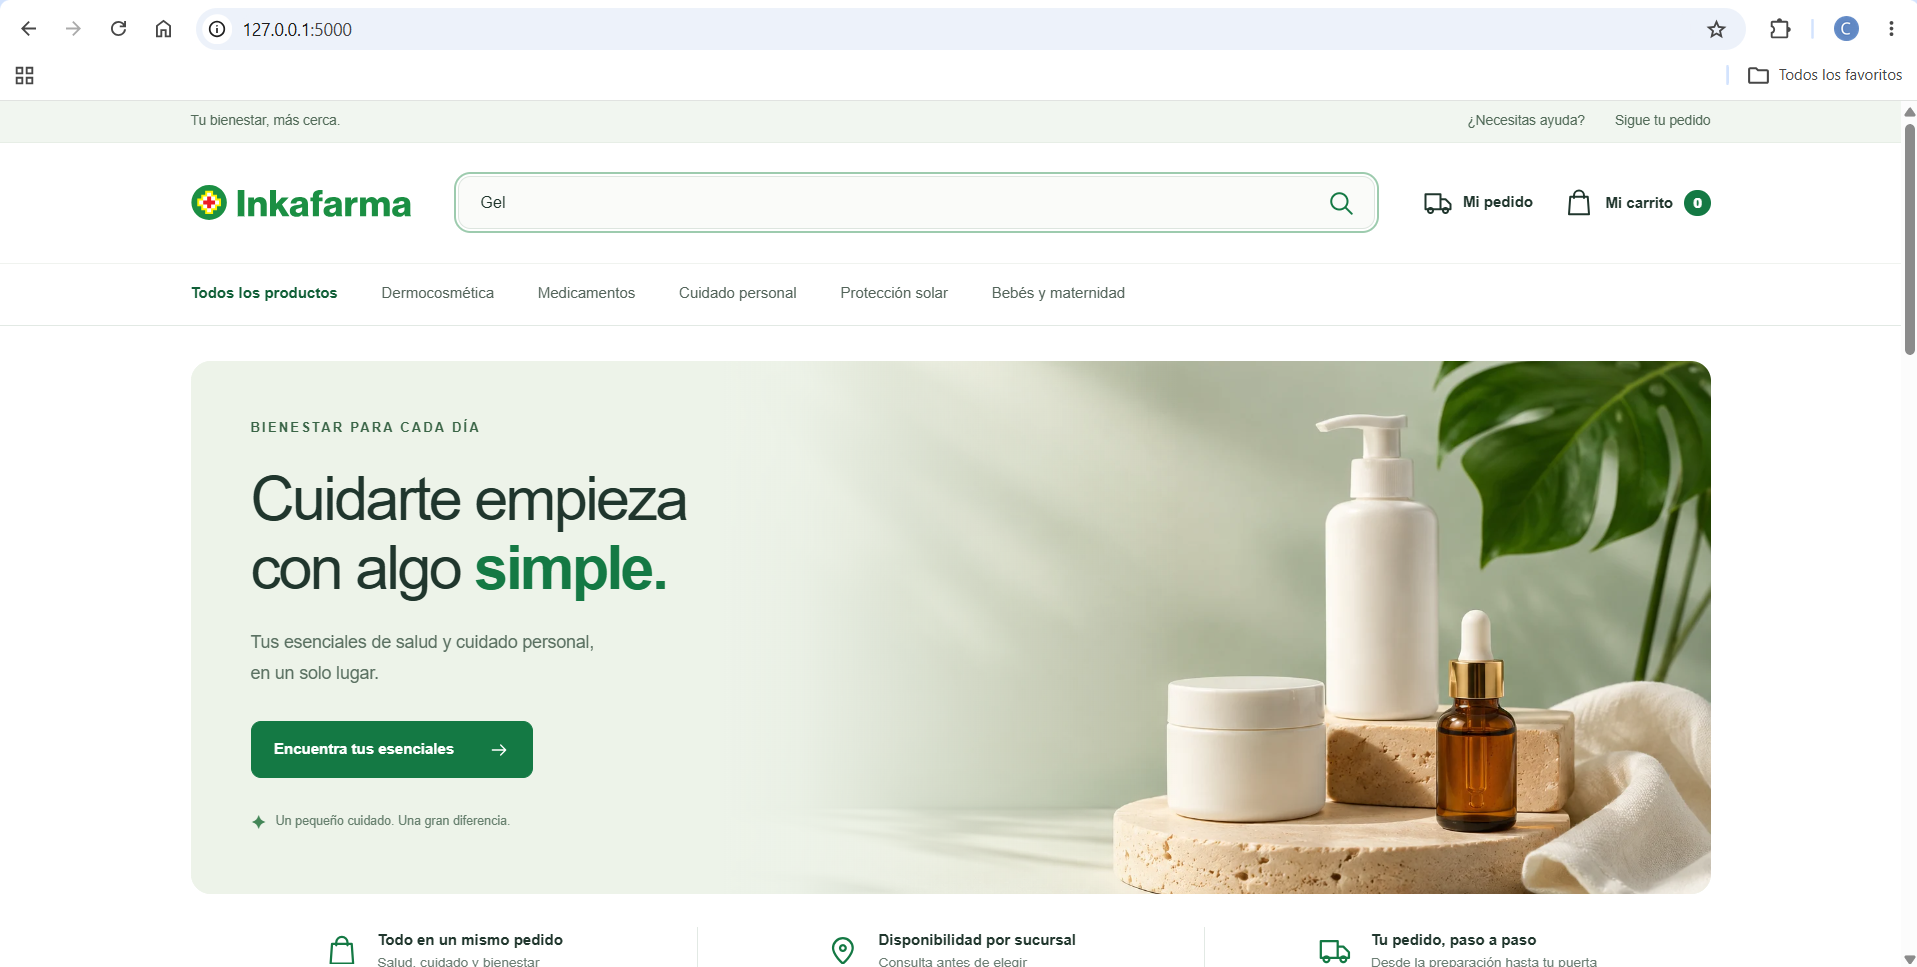 127.0.0.1:5000
C
Todos los favoritos
Tu bienestar, más cerca.
¿Necesitas ayuda?
Sigue tu pedido
Inkafarma
Gel
Mi pedido
Mi carrito
0
Todos los productos
Dermocosmética
Medicamentos
Cuidado personal
Protección solar
Bebés y maternidad
BIENESTAR PARA CADA DÍA
Cuidarte empieza
con algo simple.
Tus esenciales de salud y cuidado personal,
en un solo lugar.
Encuentra tus esenciales
Un pequeño cuidado. Una gran diferencia.
Todo en un mismo pedido
Salud, cuidado y bienestar
Disponibilidad por sucursal
Consulta antes de elegir
Tu pedido, paso a paso
Desde la preparación hasta tu puerta